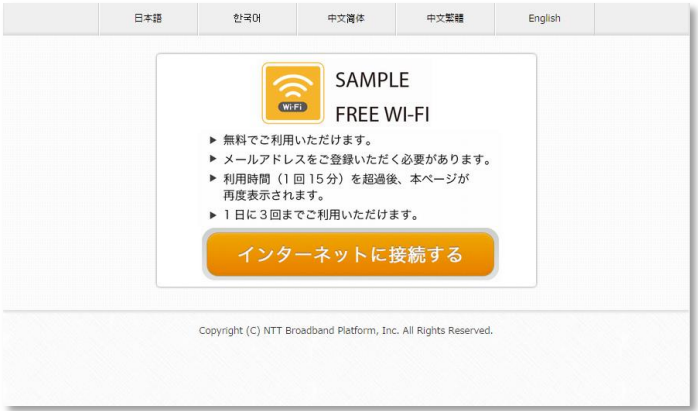 日本語 한국어 中文简体 中文繁體 English
SAMPLE
FREE WI-FI
Wi-Fi
▶ 無料でご利用いただけます。
▶ メールアドレスをご登録いただく必要があります。
▶ 利用時間（1回15分）を超過後、本ページが
再度表示されます。
▶ 1日に3回までご利用いただけます。
インターネットに接続する
Copyright (C) NTT Broadband Platform, Inc. All Rights Reserved.